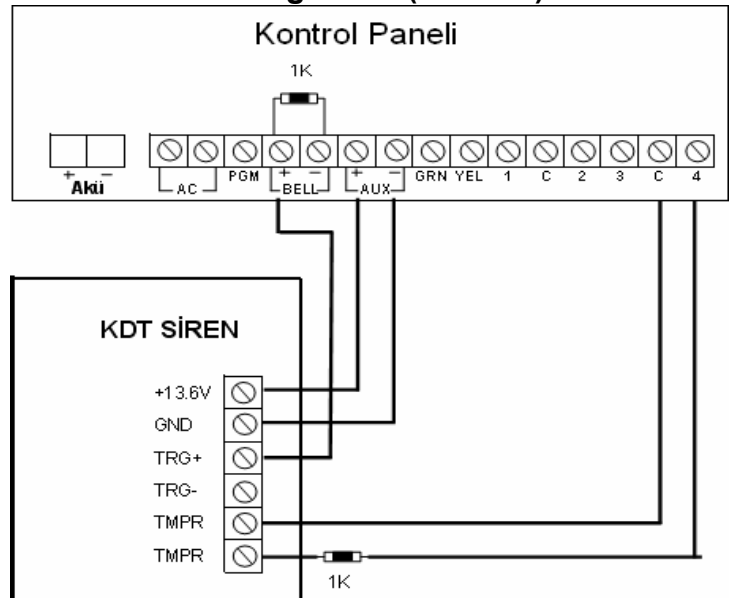 Kontrol Paneli
1K
+ - + - + -
Akü AC PGM BELL AUX GRN YEL 1 C 2 3 C 4
KDT SİREN
+13.6V
GND
TRG+
TRG-
TMPR
TMPR
1K